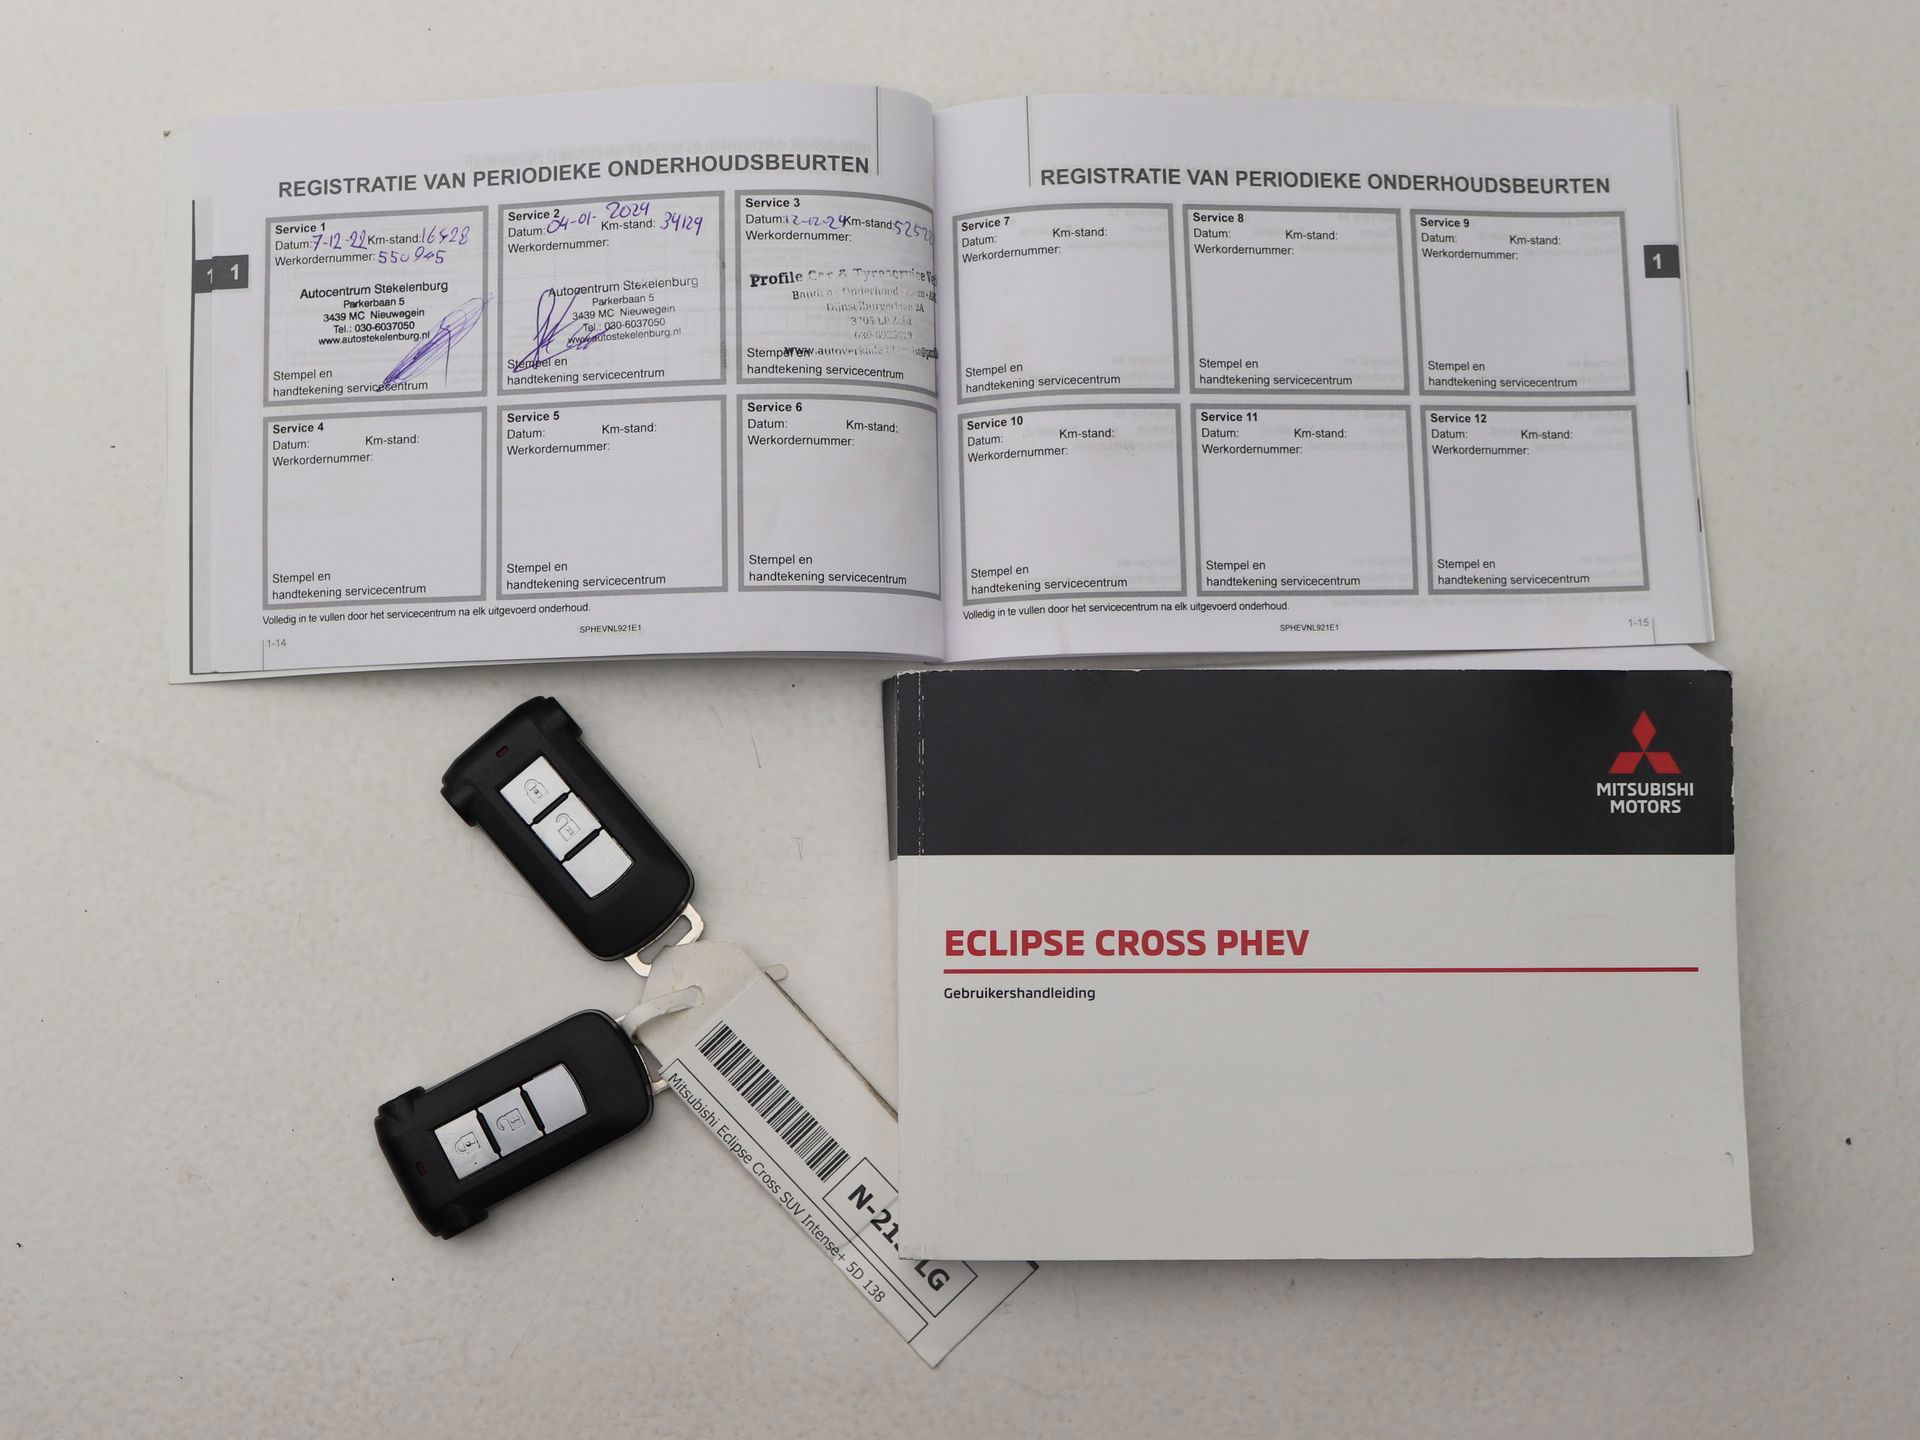 REGISTRATIE VAN PERIODIEKE ONDERHOUDSBEURTEN
Service 1
Datum: 7-12-22 Km-stand: 16428
Werkordernummer: 550945
Autocentrum Stekelenburg
Parkerbaan 5
3439 MC Nieuwegein
Tel.: 030-6037050
www.autostekelenburg.nl
Stempel en
handtekening servicecentrum
Service 2
Datum: 04-01-2024 Km-stand: 34129
Werkordernummer:
Autocentrum Stekelenburg
Parkerbaan 5
3439 MC Nieuwegein
Tel.: 030-6037050
www.autostekelenburg.nl
Stempel en
handtekening servicecentrum
Service 3
Datum: 12-12-24 Km-stand:
Werkordernummer:
Profile Car & Tyreservice
Stempel en
handtekening servicecentrum
Service 4
Datum: Km-stand:
Werkordernummer:
Stempel en
handtekening servicecentrum
Service 5
Datum: Km-stand:
Werkordernummer:
Stempel en
handtekening servicecentrum
Service 6
Datum: Km-stand:
Werkordernummer:
Stempel en
handtekening servicecentrum
Volledig in te vullen door het servicecentrum na elk uitgevoerd onderhoud.
SPHEVNL921E1
1-14
1 1
REGISTRATIE VAN PERIODIEKE ONDERHOUDSBEURTEN
Service 7
Datum: Km-stand:
Werkordernummer:
Stempel en
handtekening servicecentrum
Service 8
Datum: Km-stand:
Werkordernummer:
Stempel en
handtekening servicecentrum
Service 9
Datum: Km-stand:
Werkordernummer:
Stempel en
handtekening servicecentrum
Service 10
Datum: Km-stand:
Werkordernummer:
Stempel en
handtekening servicecentrum
Service 11
Datum: Km-stand:
Werkordernummer:
Stempel en
handtekening servicecentrum
Service 12
Datum: Km-stand:
Werkordernummer:
Stempel en
handtekening servicecentrum
Volledig in te vullen door het servicecentrum na elk uitgevoerd onderhoud.
SPHEVNL921E1
1-15
1
MITSUBISHI
MOTORS
ECLIPSE CROSS PHEV
Gebruikershandleiding
Mitsubishi Eclipse Cross SUV Intense+ 5D 138